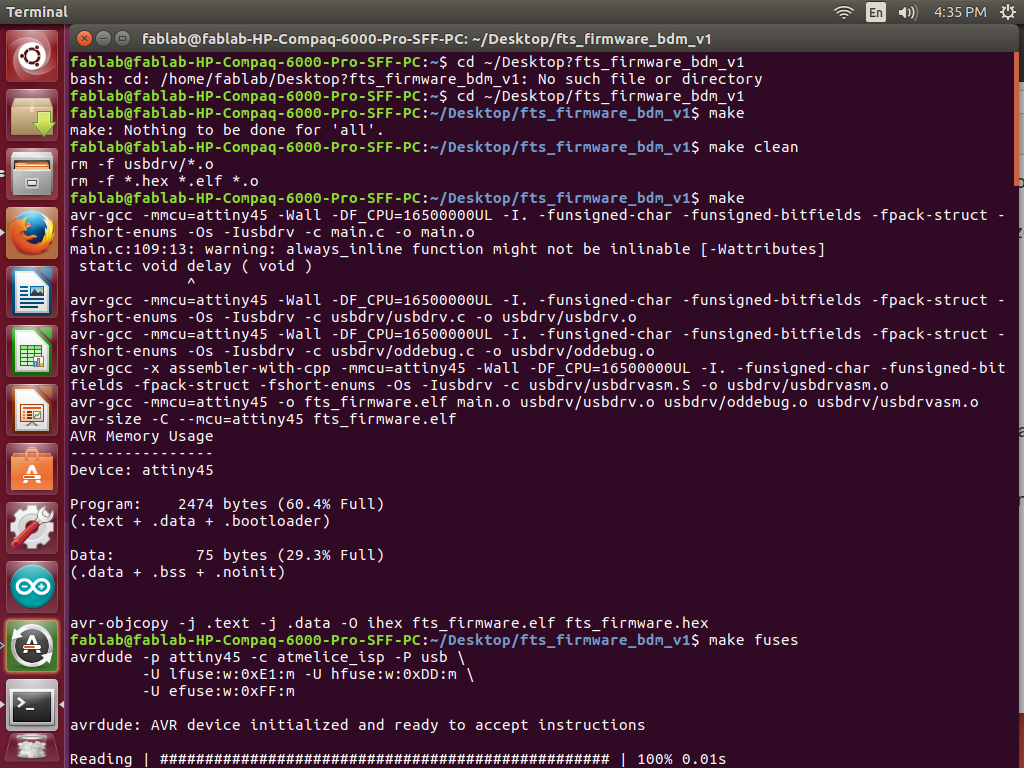 Terminal
En
4:35 PM
fablab@fablab-HP-Compaq-6000-Pro-SFF-PC: ~/Desktop/fts_firmware_bdm_v1
fablab@fablab-HP-Compaq-6000-Pro-SFF-PC:~$ cd ~/Desktop?fts_firmware_bdm_v1
bash: cd: /home/fablab/Desktop?fts_firmware_bdm_v1: No such file or directory
fablab@fablab-HP-Compaq-6000-Pro-SFF-PC:~$ cd ~/Desktop/fts_firmware_bdm_v1
fablab@fablab-HP-Compaq-6000-Pro-SFF-PC:~/Desktop/fts_firmware_bdm_v1$ make
make: Nothing to be done for 'all'.
fablab@fablab-HP-Compaq-6000-Pro-SFF-PC:~/Desktop/fts_firmware_bdm_v1$ make clean
rm -f usbdrv/*.o
rm -f *.hex *.elf *.o
fablab@fablab-HP-Compaq-6000-Pro-SFF-PC:~/Desktop/fts_firmware_bdm_v1$ make
avr-gcc -mmcu=attiny45 -Wall -DF_CPU=16500000UL -I. -funsigned-char -funsigned-bitfields -fpack-struct -
fshort-enums -Os -Iusbdrv -c main.c -o main.o
main.c:109:13: warning: always_inline function might not be inlinable [-Wattributes]
static void delay ( void )
^
avr-gcc -mmcu=attiny45 -Wall -DF_CPU=16500000UL -I. -funsigned-char -funsigned-bitfields -fpack-struct -
fshort-enums -Os -Iusbdrv -c usbdrv/usbdrv.c -o usbdrv/usbdrv.o
avr-gcc -mmcu=attiny45 -Wall -DF_CPU=16500000UL -I. -funsigned-char -funsigned-bitfields -fpack-struct -
fshort-enums -Os -Iusbdrv -c usbdrv/oddebug.c -o usbdrv/oddebug.o
avr-gcc -x assembler-with-cpp -mmcu=attiny45 -Wall -DF_CPU=16500000UL -I. -funsigned-char -funsigned-bit
fields -fpack-struct -fshort-enums -Os -Iusbdrv -c usbdrv/usbdrvasm.S -o usbdrv/usbdrvasm.o
avr-gcc -mmcu=attiny45 -o fts_firmware.elf main.o usbdrv/usbdrv.o usbdrv/oddebug.o usbdrv/usbdrvasm.o
avr-size -C --mcu=attiny45 fts_firmware.elf
AVR Memory Usage
----------------
Device: attiny45
Program:    2474 bytes (60.4% Full)
(.text + .data + .bootloader)
Data:         75 bytes (29.3% Full)
(.data + .bss + .noinit)
avr-objcopy -j .text -j .data -O ihex fts_firmware.elf fts_firmware.hex
fablab@fablab-HP-Compaq-6000-Pro-SFF-PC:~/Desktop/fts_firmware_bdm_v1$ make fuses
avrdude -p attiny45 -c atmelice_isp -P usb \
-U lfuse:w:0xE1:m -U hfuse:w:0xDD:m \
-U efuse:w:0xFF:m
avrdude: AVR device initialized and ready to accept instructions
Reading | ################################################## | 100% 0.01s